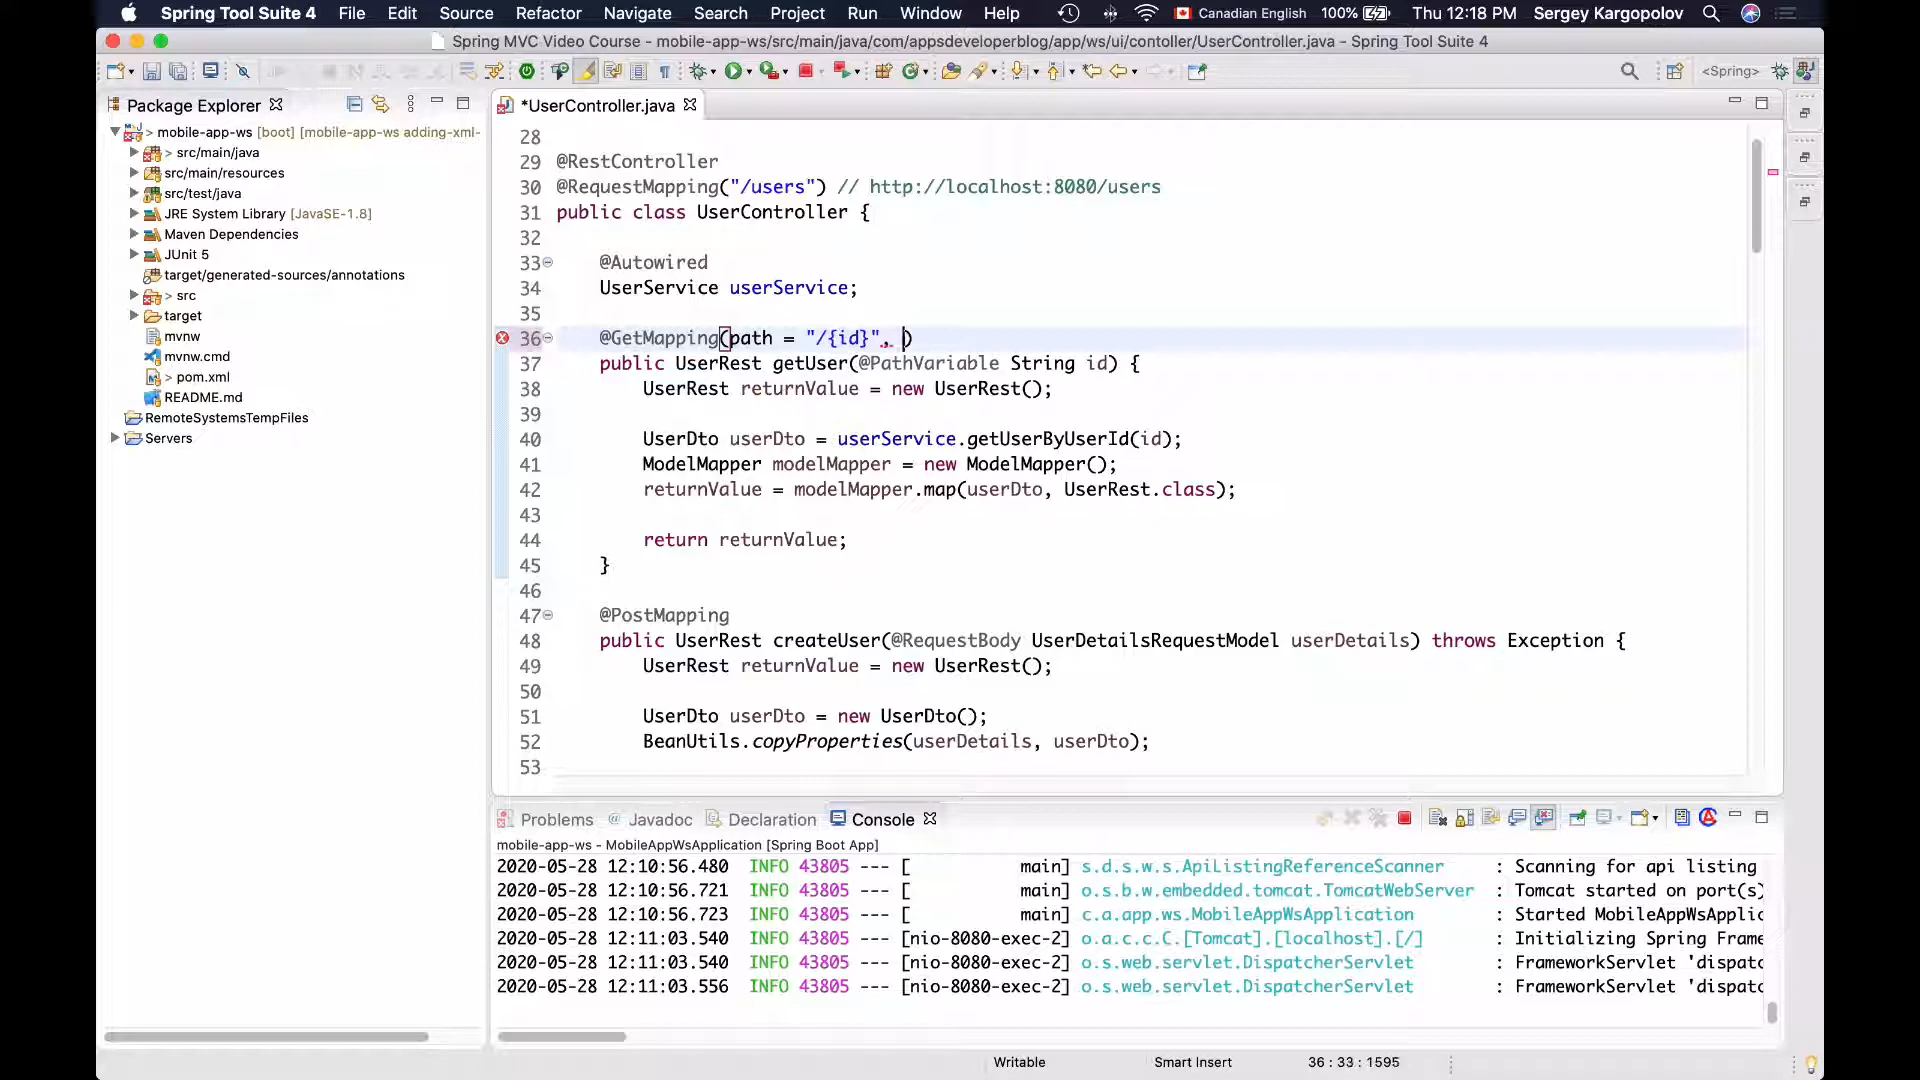 Spring Tool Suite 4 File Edit Source Refactor Navigate Search Project Run Window Help Canadian English 100% Thu 12:18 PM Sergey Kargopolov
Spring MVC Video Course - mobile-app-ws/src/main/java/com/appsdeveloperblog/app/ws/ui/contoller/UserController.java - Spring Tool Suite 4
<Spring>
Package Explorer
> mobile-app-ws [boot] [mobile-app-ws adding-xml-
> src/main/java
src/main/resources
src/test/java
JRE System Library [JavaSE-1.8]
Maven Dependencies
JUnit 5
target/generated-sources/annotations
> src
target
mvnw
mvnw.cmd
> pom.xml
README.md
RemoteSystemsTempFiles
Servers
*UserController.java
28
29 @RestController
30 @RequestMapping("/users") // http://localhost:8080/users
31 public class UserController {
32
33 @Autowired
34 UserService userService;
35
36 @GetMapping(path = "/{id}", )
37 public UserRest getUser(@PathVariable String id) {
38 UserRest returnValue = new UserRest();
39
40 UserDto userDto = userService.getUserByUserId(id);
41 ModelMapper modelMapper = new ModelMapper();
42 returnValue = modelMapper.map(userDto, UserRest.class);
43
44 return returnValue;
45 }
46
47 @PostMapping
48 public UserRest createUser(@RequestBody UserDetailsRequestModel userDetails) throws Exception {
49 UserRest returnValue = new UserRest();
50
51 UserDto userDto = new UserDto();
52 BeanUtils.copyProperties(userDetails, userDto);
53
Problems @ Javadoc Declaration Console
mobile-app-ws - MobileAppWsApplication [Spring Boot App]
2020-05-28 12:10:56.480 INFO 43805 --- [ main] s.d.s.w.s.ApiListingReferenceScanner : Scanning for api listing
2020-05-28 12:10:56.721 INFO 43805 --- [ main] o.s.b.w.embedded.tomcat.TomcatWebServer : Tomcat started on port(s)
2020-05-28 12:10:56.723 INFO 43805 --- [ main] c.a.app.ws.MobileAppWsApplication : Started MobileAppWsApplic
2020-05-28 12:11:03.540 INFO 43805 --- [nio-8080-exec-2] o.a.c.c.C.[Tomcat].[localhost].[/] : Initializing Spring Frame
2020-05-28 12:11:03.540 INFO 43805 --- [nio-8080-exec-2] o.s.web.servlet.DispatcherServlet : FrameworkServlet 'dispatc
2020-05-28 12:11:03.556 INFO 43805 --- [nio-8080-exec-2] o.s.web.servlet.DispatcherServlet : FrameworkServlet 'dispatc
Writable Smart Insert 36 : 33 : 1595